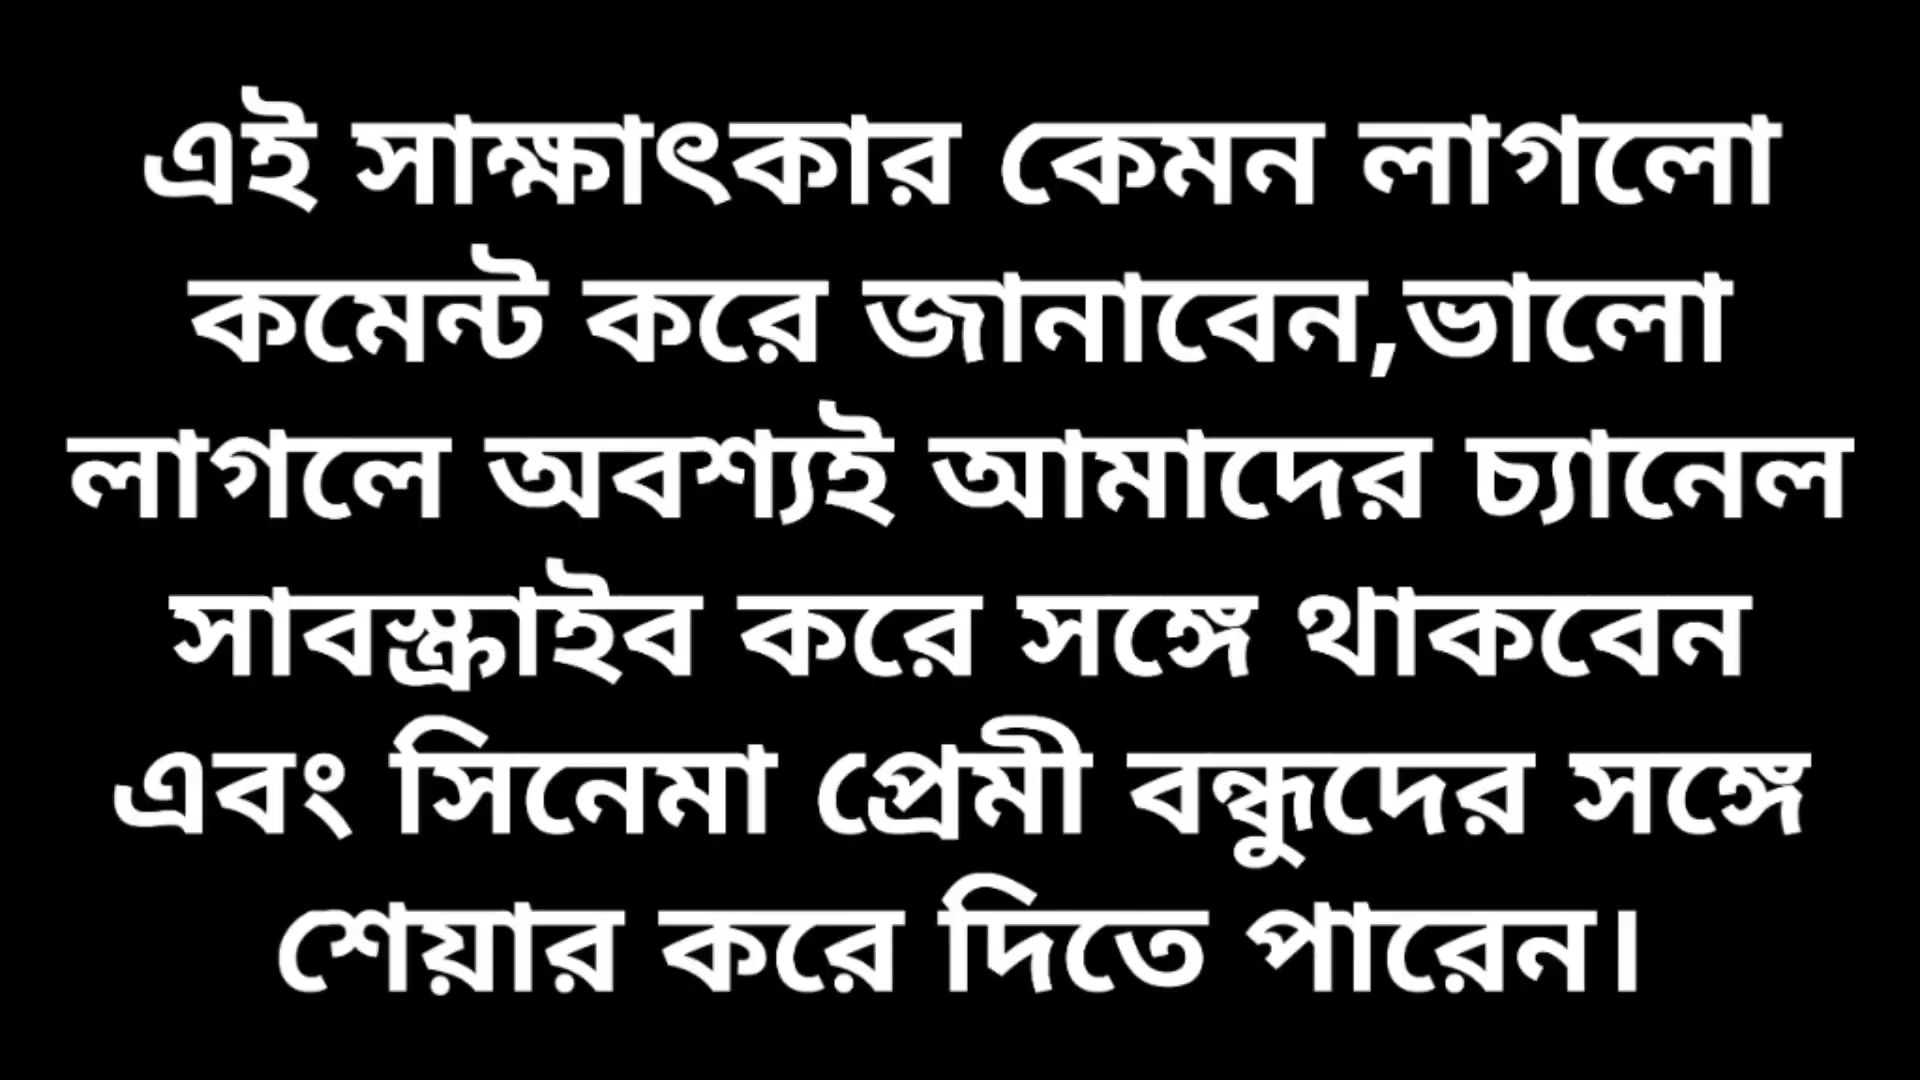 এই সাক্ষাৎকার কেমন লাগলো
কমেন্ট করে জানাবেন,ভালো
লাগলে অবশ্যই আমাদের চ্যানেল
সাবস্ক্রাইব করে সঙ্গে থাকবেন
এবং সিনেমা প্রেমী বন্ধুদের সঙ্গে
শেয়ার করে দিতে পারেন।